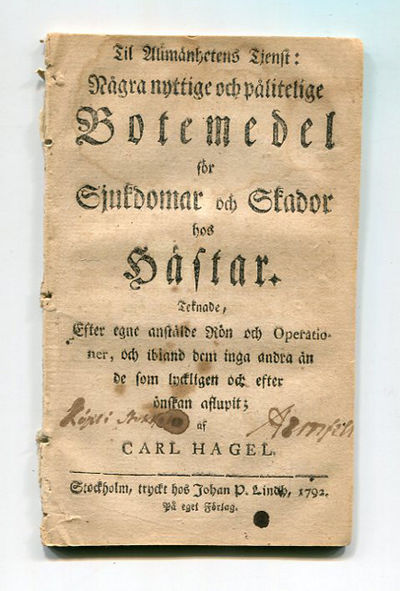 Til Allmänhetens Tjenst:
Några nyttige och pålitelige
Botemedel
för
Sjukdomar och Skador
hos
Hästar.
Teknade,
Efter egne anstälde Rön och Operatio-
ner, och ibland dem inga andra än
de som lyckligen och efter
önskan aflupit;
af
CARL HAGEL.
Stockholm, tryckt hos Johan P. Lindh, 1792.
På eget Förlag.